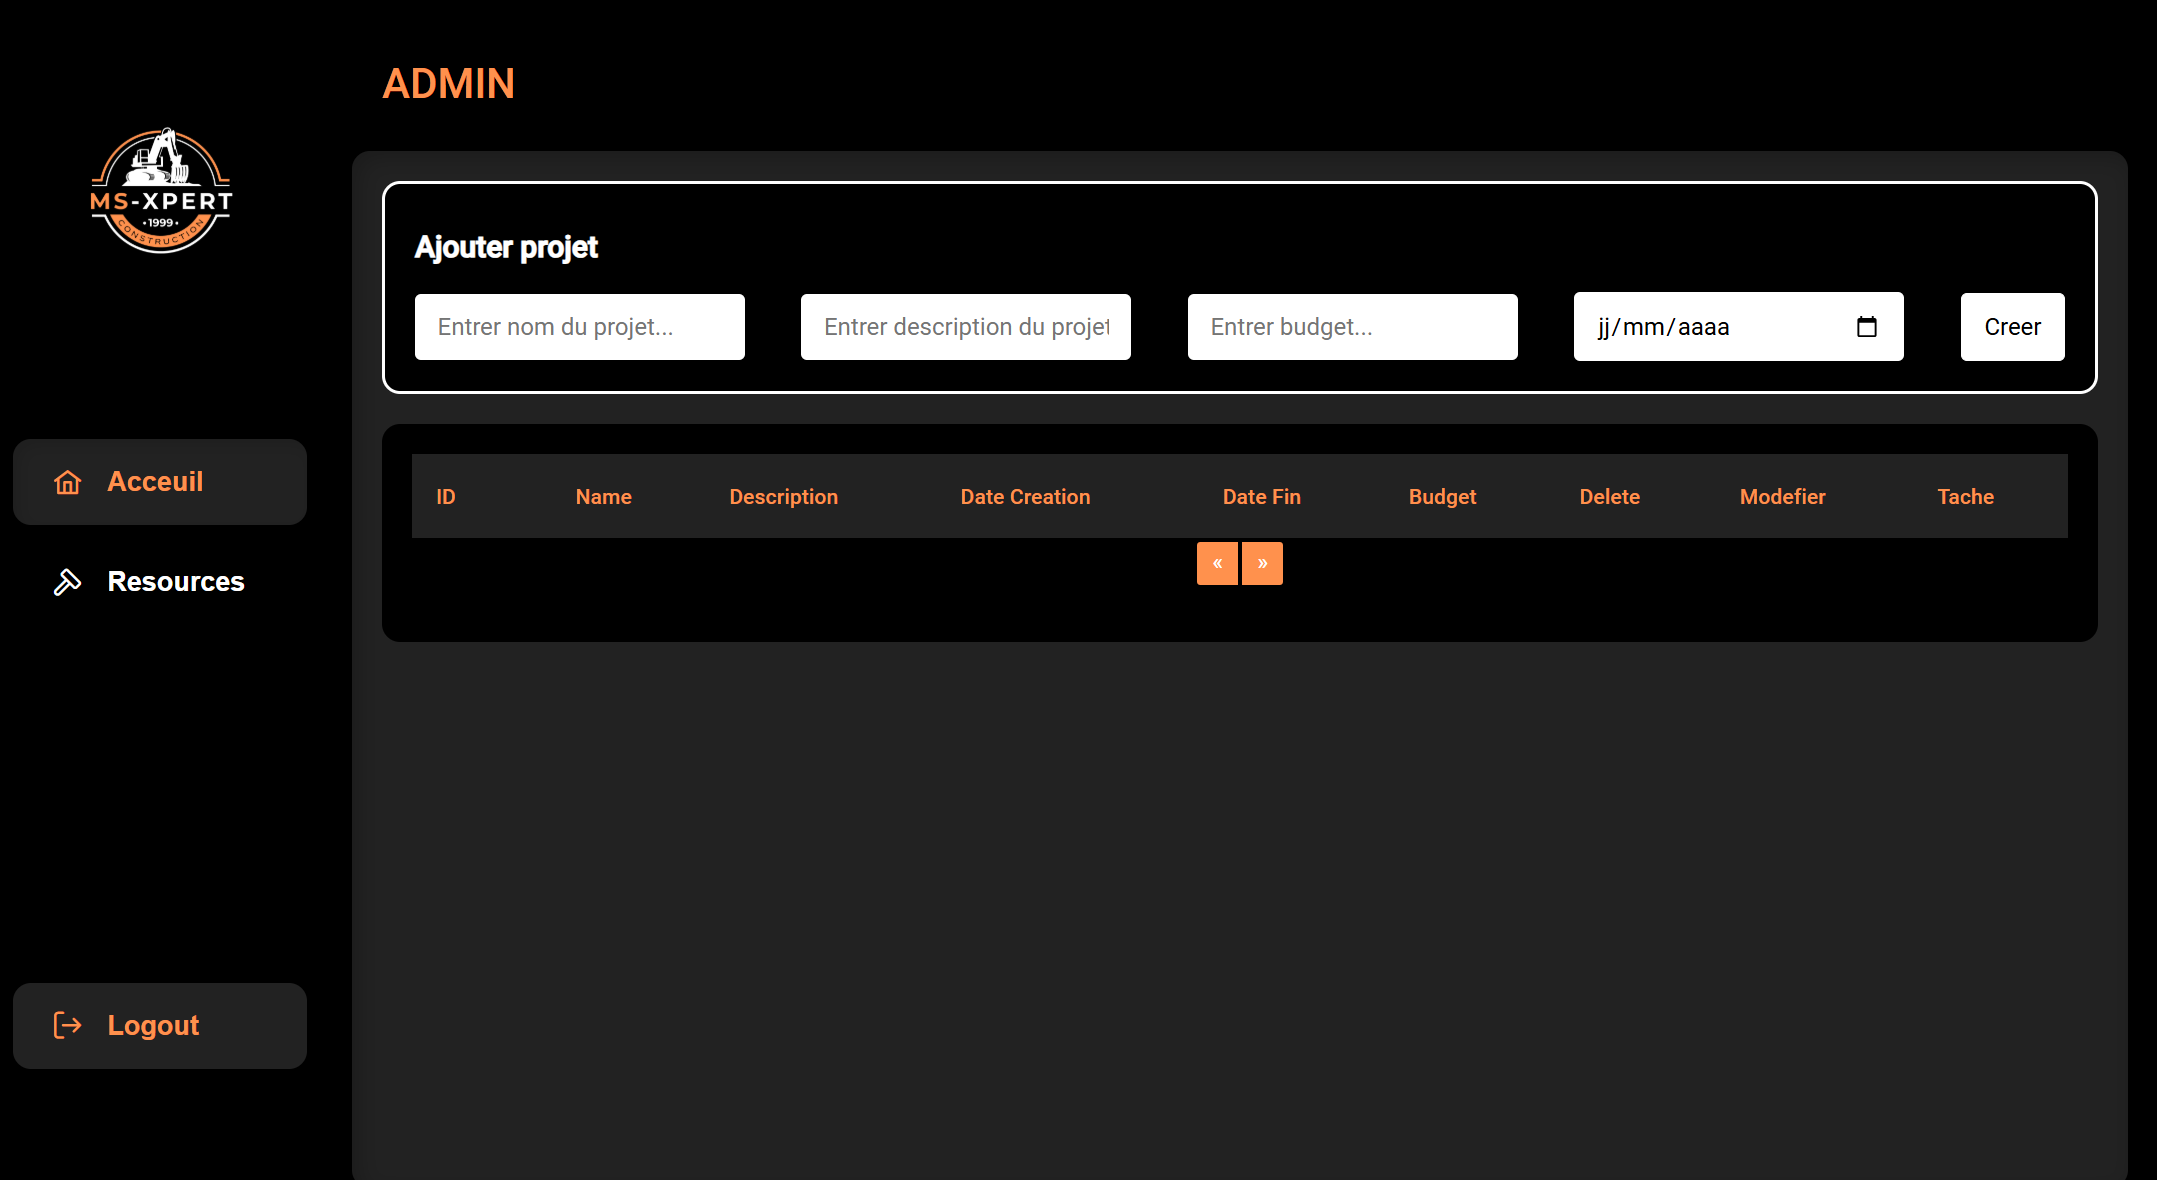 ADMIN
MS-XPERT
•1999•
CONSTRUCTION
Ajouter projet
Entrer nom du projet...
Entrer description du projet
Entrer budget...
jj/mm/aaaa
Creer
Acceuil
Resources
Logout
ID Name Description Date Creation Date Fin Budget Delete Modefier Tache
« »